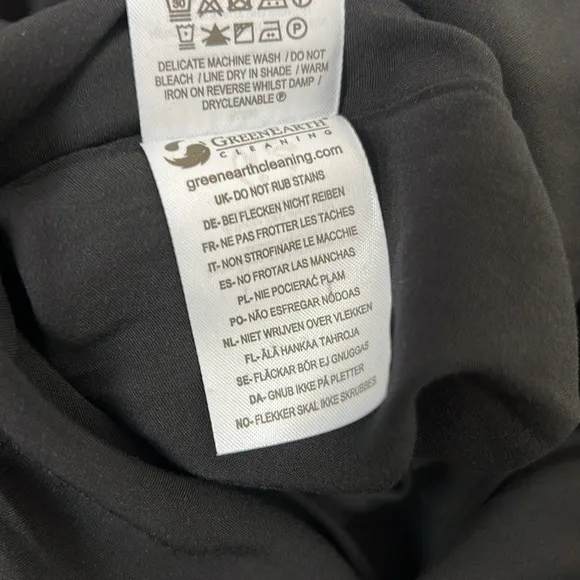 30
DELICATE MACHINE WASH / DO NOT
BLEACH / LINE DRY IN SHADE / WARM
IRON ON REVERSE WHILST DAMP /
DRYCLEANABLE Ⓟ
GREENEARTH
CLEANING
greenearthcleaning.com
UK- DO NOT RUB STAINS
DE- BEI FLECKEN NICHT REIBEN
FR- NE PAS FROTTER LES TACHES
IT- NON STROFINARE LE MACCHIE
ES- NO FROTAR LAS MANCHAS
PL- NIE POCIERAĆ PLAM
PO- NÃO ESFREGAR NÓDOAS
NL- NIET WRIJVEN OVER VLEKKEN
FL- ÄLÄ HANKAA TAHROJA
SE- FLÄCKAR BÖR EJ GNUGGAS
DA- GNUB IKKE PÅ PLETTER
NO- FLEKKER SKAL IKKE SKRUBBES